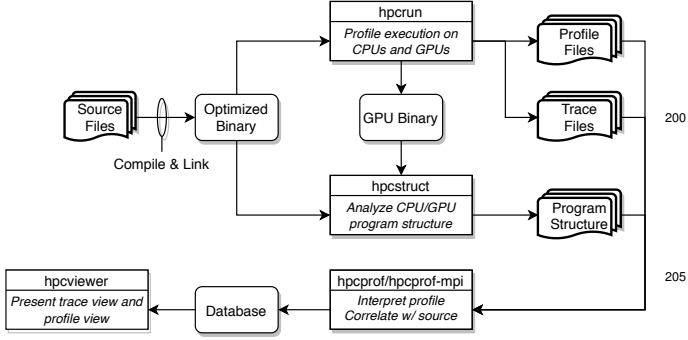 hpcrun
Profile execution on
CPUs and GPUs
Profile
Files
Source
Files
Optimized
Binary
GPU Binary
Trace
Files
200
Compile & Link
hpcstruct
Analyze CPU/GPU
program structure
Program
Structure
205
hpcviewer
Present trace view and
profile view
Database
hpcprof/hpcprof-mpi
Interpret profile
Correlate w/ source